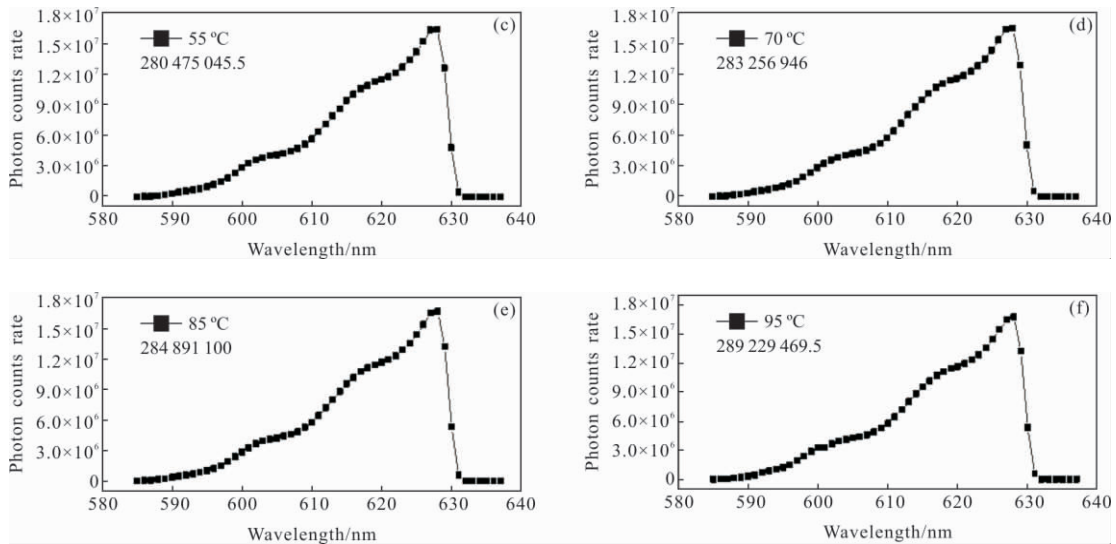 (c)
55 ºC
280 475 045.5
Photon counts rate
1.8×10⁷
1.5×10⁷
1.2×10⁷
9.0×10⁶
6.0×10⁶
3.0×10⁶
0
580 590 600 610 620 630 640
Wavelength/nm
(d)
70 ºC
283 256 946
Photon counts rate
1.8×10⁷
1.5×10⁷
1.2×10⁷
9.0×10⁶
6.0×10⁶
3.0×10⁶
0
580 590 600 610 620 630 640
Wavelength/nm
(e)
85 ºC
284 891 100
Photon counts rate
1.8×10⁷
1.5×10⁷
1.2×10⁷
9.0×10⁶
6.0×10⁶
3.0×10⁶
0
580 590 600 610 620 630 640
Wavelength/nm
(f)
95 ºC
289 229 469.5
Photon counts rate
1.8×10⁷
1.5×10⁷
1.2×10⁷
9.0×10⁶
6.0×10⁶
3.0×10⁶
0
580 590 600 610 620 630 640
Wavelength/nm